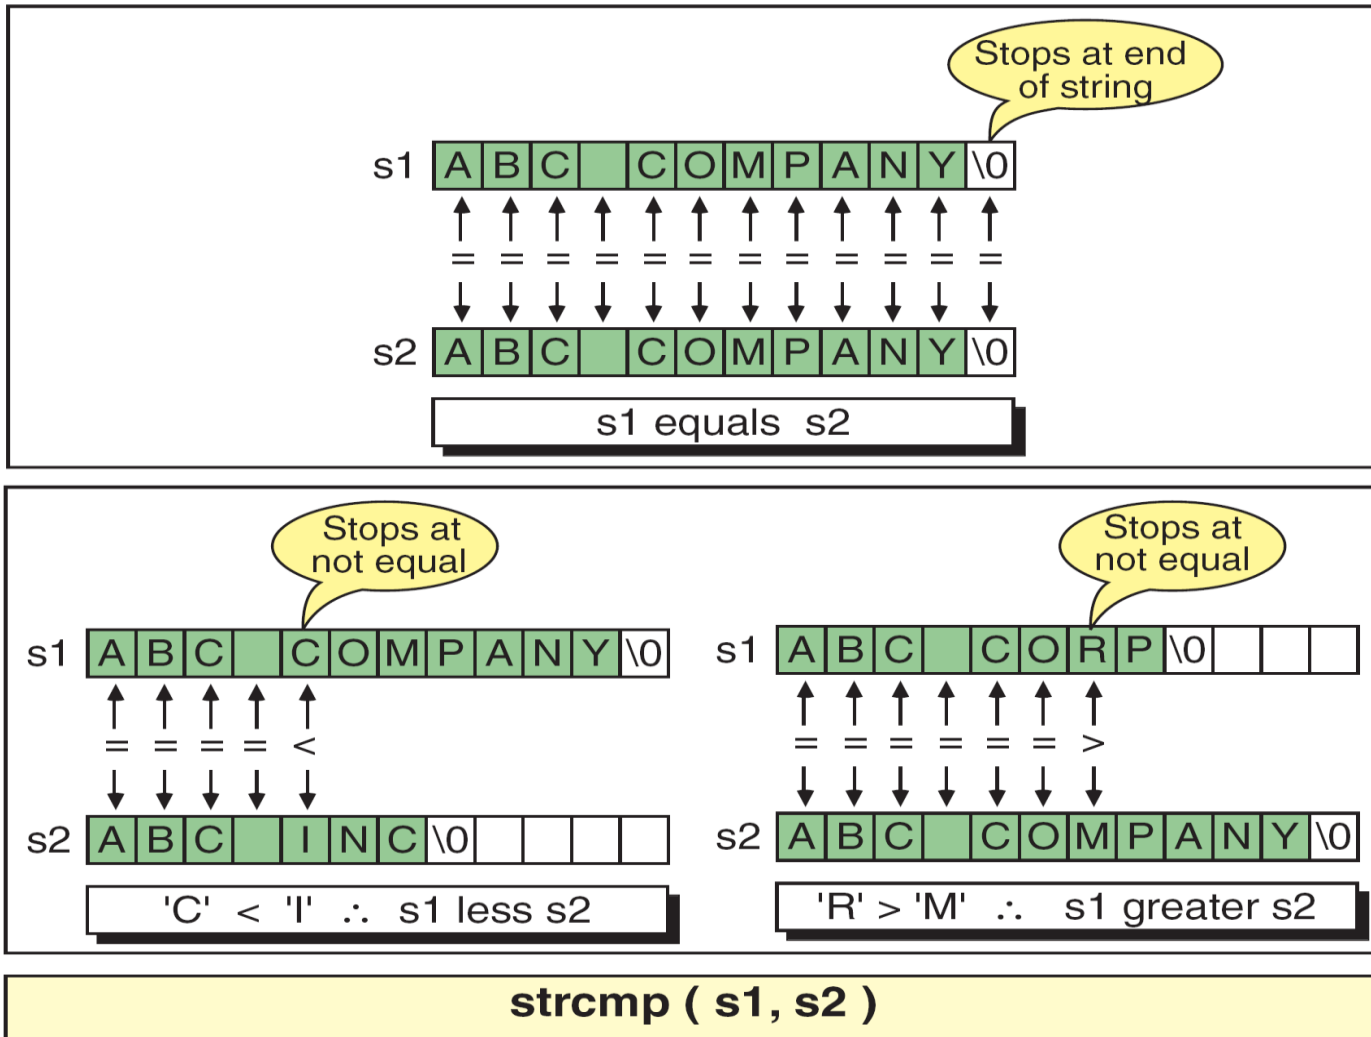 Stops at end
of string
s1 A B C C O M P A N Y \0
= = = = = = = = = = = =
s2 A B C C O M P A N Y \0
s1 equals s2
Stops at
not equal
s1 A B C C O M P A N Y \0
= = = = <
s2 A B C I N C \0
'C' < 'I' ∴ s1 less s2
Stops at
not equal
s1 A B C C O R P \0
= = = = = = >
s2 A B C C O M P A N Y \0
'R' > 'M' ∴ s1 greater s2
strcmp ( s1, s2 )